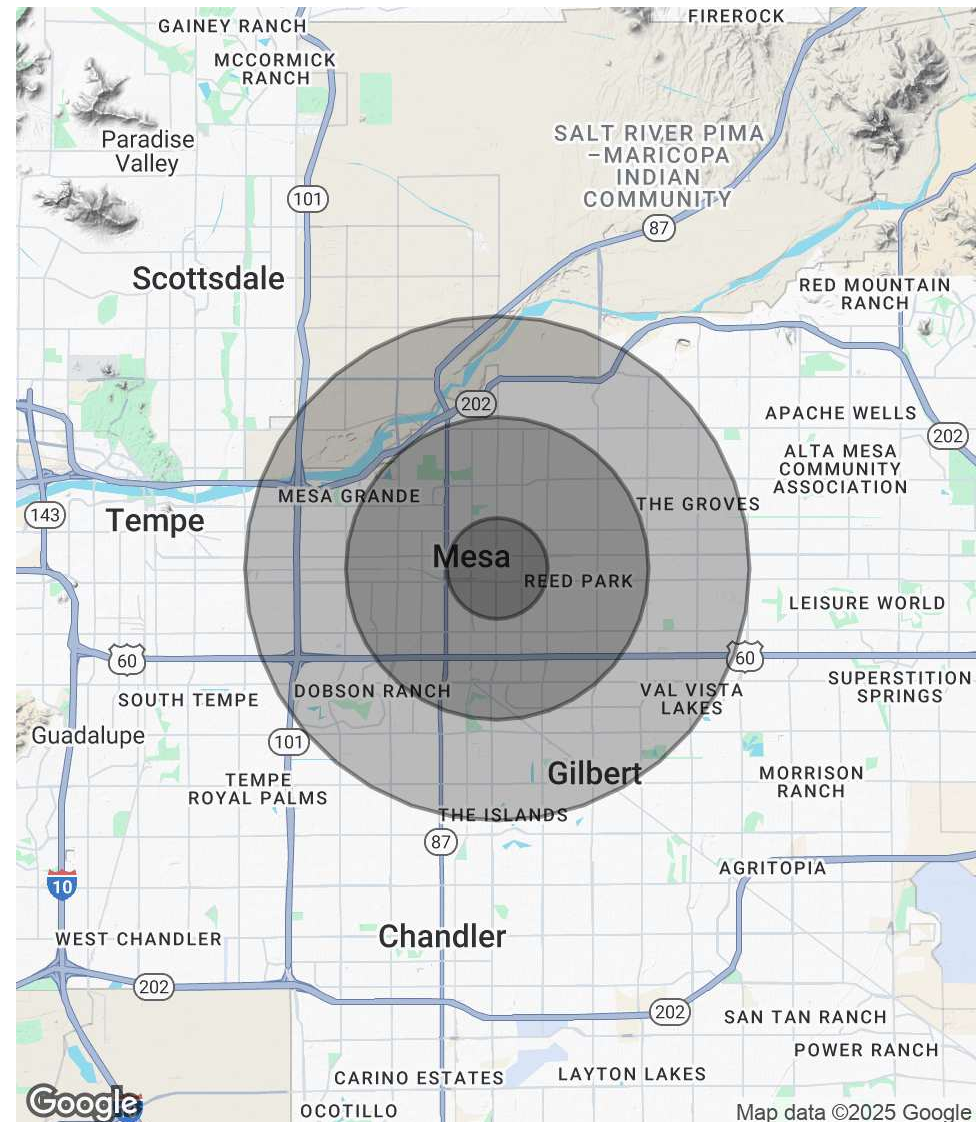 FIREROCK
GAINEY RANCH
MCCORMICK
RANCH
Paradise
Valley
SALT RIVER PIMA
–MARICOPA
INDIAN
COMMUNITY
101
87
Scottsdale
RED MOUNTAIN
RANCH
202
APACHE WELLS
202
ALTA MESA
COMMUNITY
ASSOCIATION
MESA GRANDE
THE GROVES
143
Tempe
Mesa
REED PARK
LEISURE WORLD
60
60
SOUTH TEMPE
DOBSON RANCH
VAL VISTA
LAKES
SUPERSTITION
SPRINGS
Guadalupe
101
TEMPE
ROYAL PALMS
Gilbert
MORRISON
RANCH
THE ISLANDS
87
AGRITOPIA
10
WEST CHANDLER
Chandler
202
202
SAN TAN RANCH
POWER RANCH
CARINO ESTATES
LAYTON LAKES
OCOTILLO
Google
Map data ©2025 Google